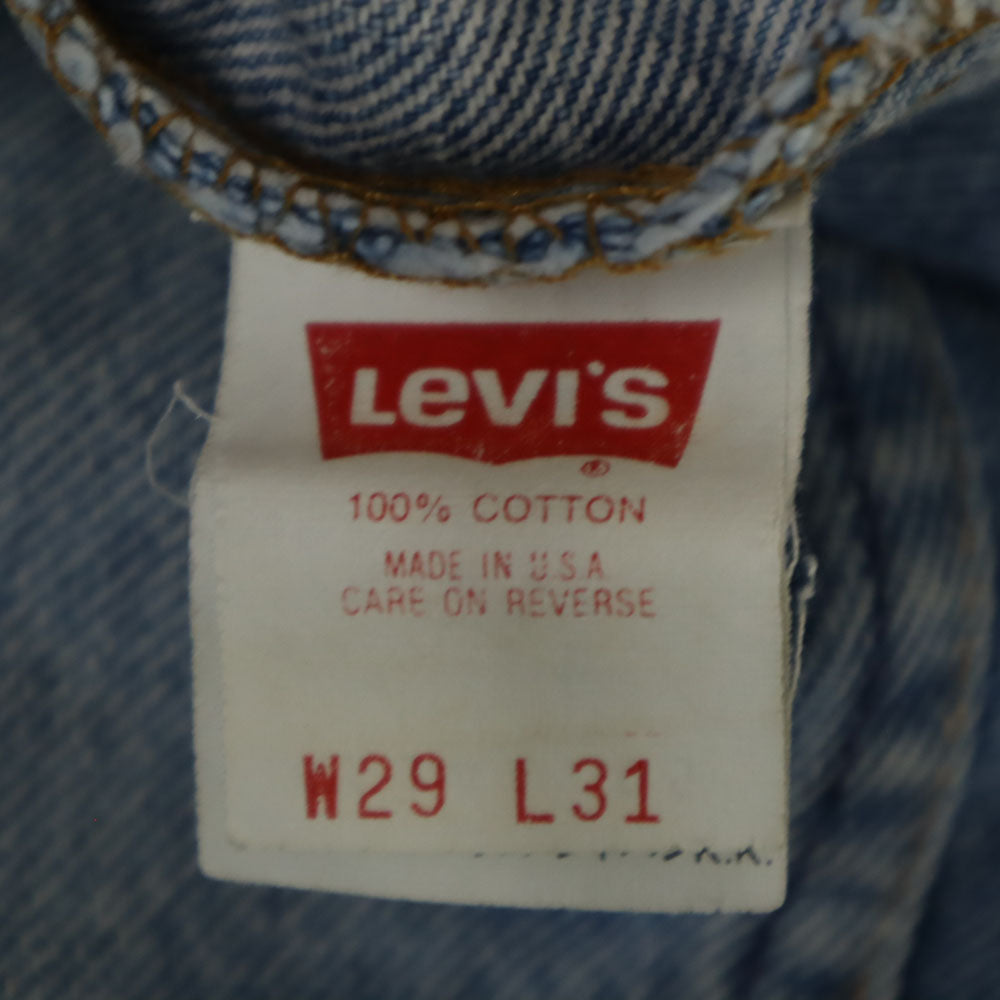 Levi's
®
100% COTTON
MADE IN U.S.A.
CARE ON REVERSE
W29 L31